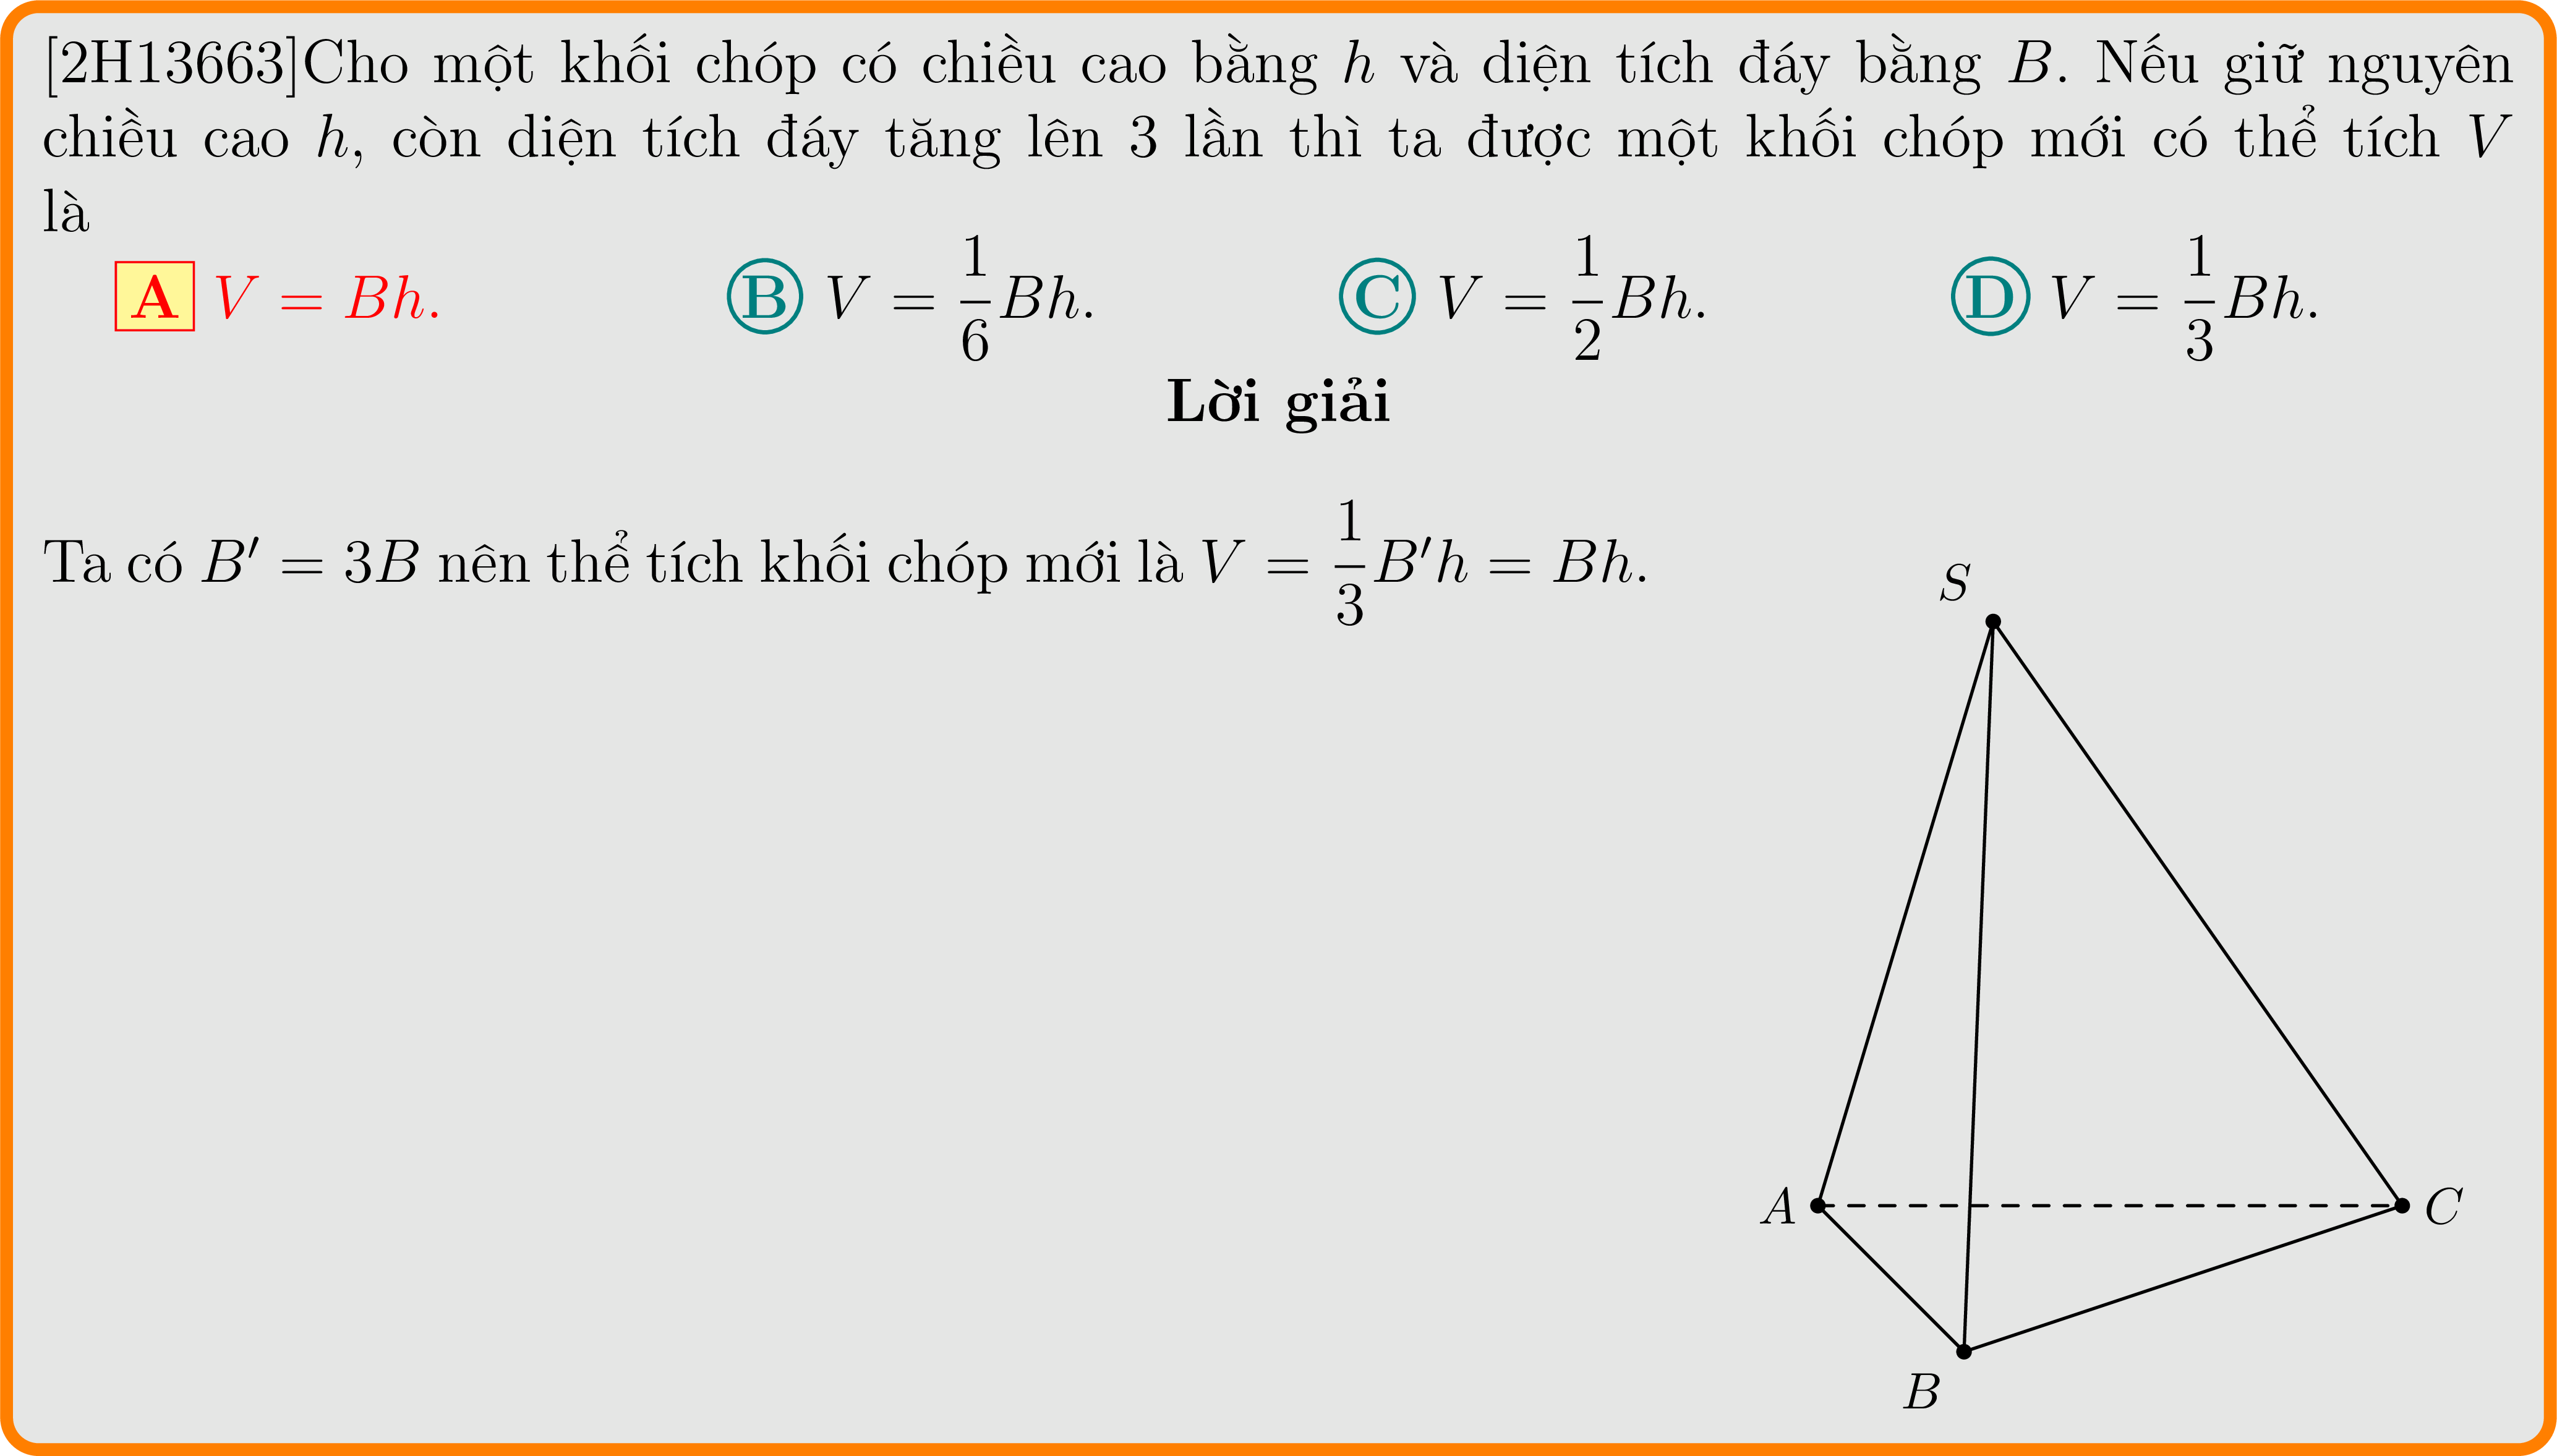 [2H13663]Cho một khối chóp có chiều cao bằng h và diện tích đáy bằng B. Nếu giữ nguyên
chiều cao h, còn diện tích đáy tăng lên 3 lần thì ta được một khối chóp mới có thể tích V
là
A V = Bh. B V = \frac{1}{6}Bh. C V = \frac{1}{2}Bh. D V = \frac{1}{3}Bh.
Lời giải
Ta có B′ = 3B nên thể tích khối chóp mới là V = \frac{1}{3}B′h = Bh.
S
A
C
B